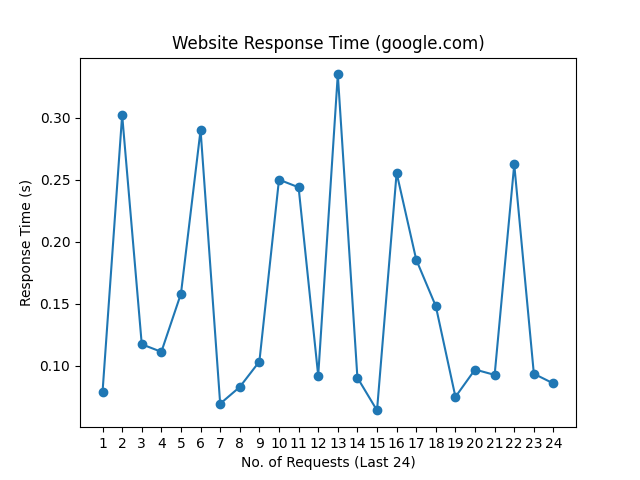 Website Response Time (google.com)
0.30
0.25
0.20
0.15
0.10
Response Time (s)
1 2 3 4 5 6 7 8 9 10 11 12 13 14 15 16 17 18 19 20 21 22 23 24
No. of Requests (Last 24)